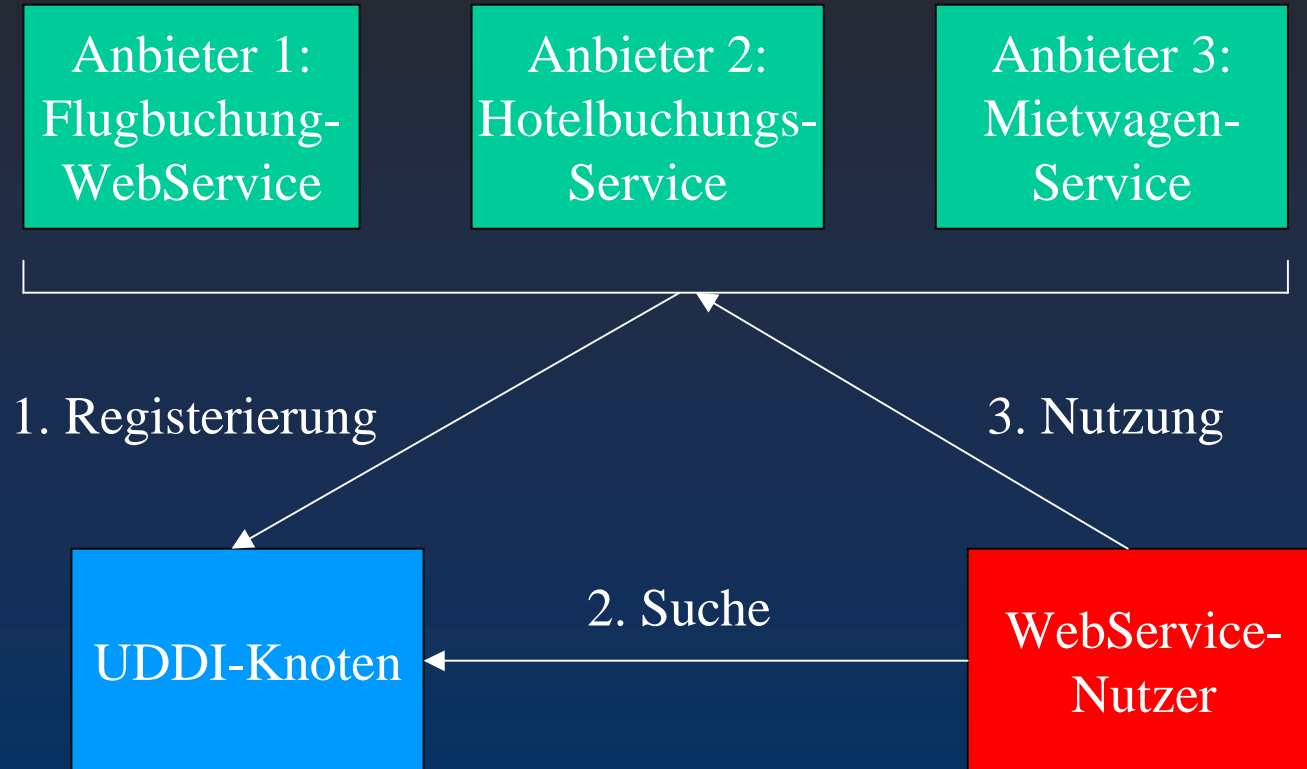 Anbieter 1:
Flugbuchung-
WebService
Anbieter 2:
Hotelbuchungs-
Service
Anbieter 3:
Mietwagen-
Service
1. Registerierung
3. Nutzung
2. Suche
UDDI-Knoten
WebService-
Nutzer